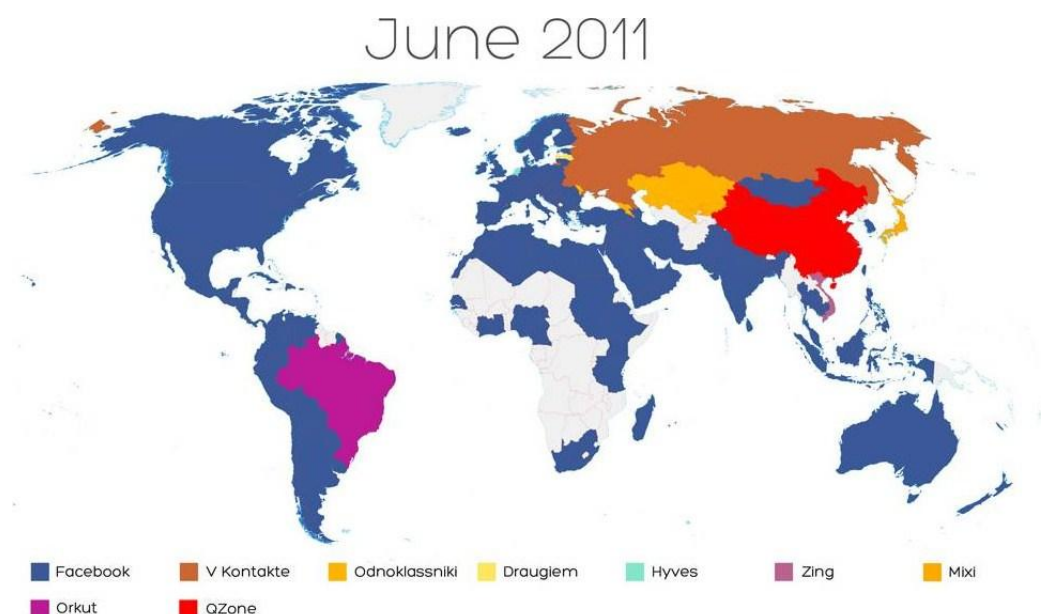 June 2011
Facebook V Kontakte Odnoklassniki Draugiem Hyves Zing Mixi
Orkut QZone